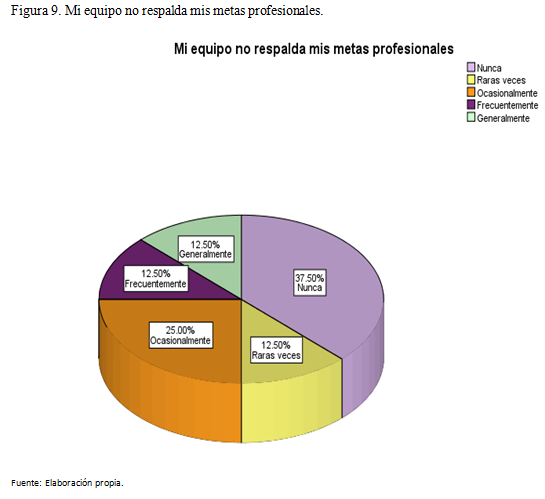 Figura 9. Mi equipo no respalda mis metas profesionales.
Mi equipo no respalda mis metas profesionales
Nunca
Raras veces
Ocasionalmente
Frecuentemente
Generalmente
12.50%
Generalmente
37.50%
Nunca
12.50%
Frecuentemente
25.00%
Ocasionalmente
12.50%
Raras veces
Fuente: Elaboración propia.